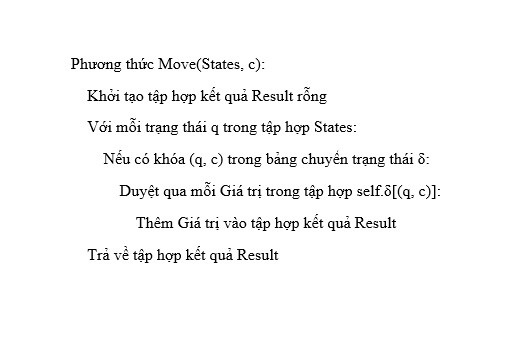 Phương thức Move(States, c):
Khởi tạo tập hợp kết quả Result rỗng
Với mỗi trạng thái q trong tập hợp States:
Nếu có khóa (q, c) trong bảng chuyển trạng thái δ:
Duyệt qua mỗi Giá trị trong tập hợp self.δ[(q, c)]:
Thêm Giá trị vào tập hợp kết quả Result
Trả về tập hợp kết quả Result